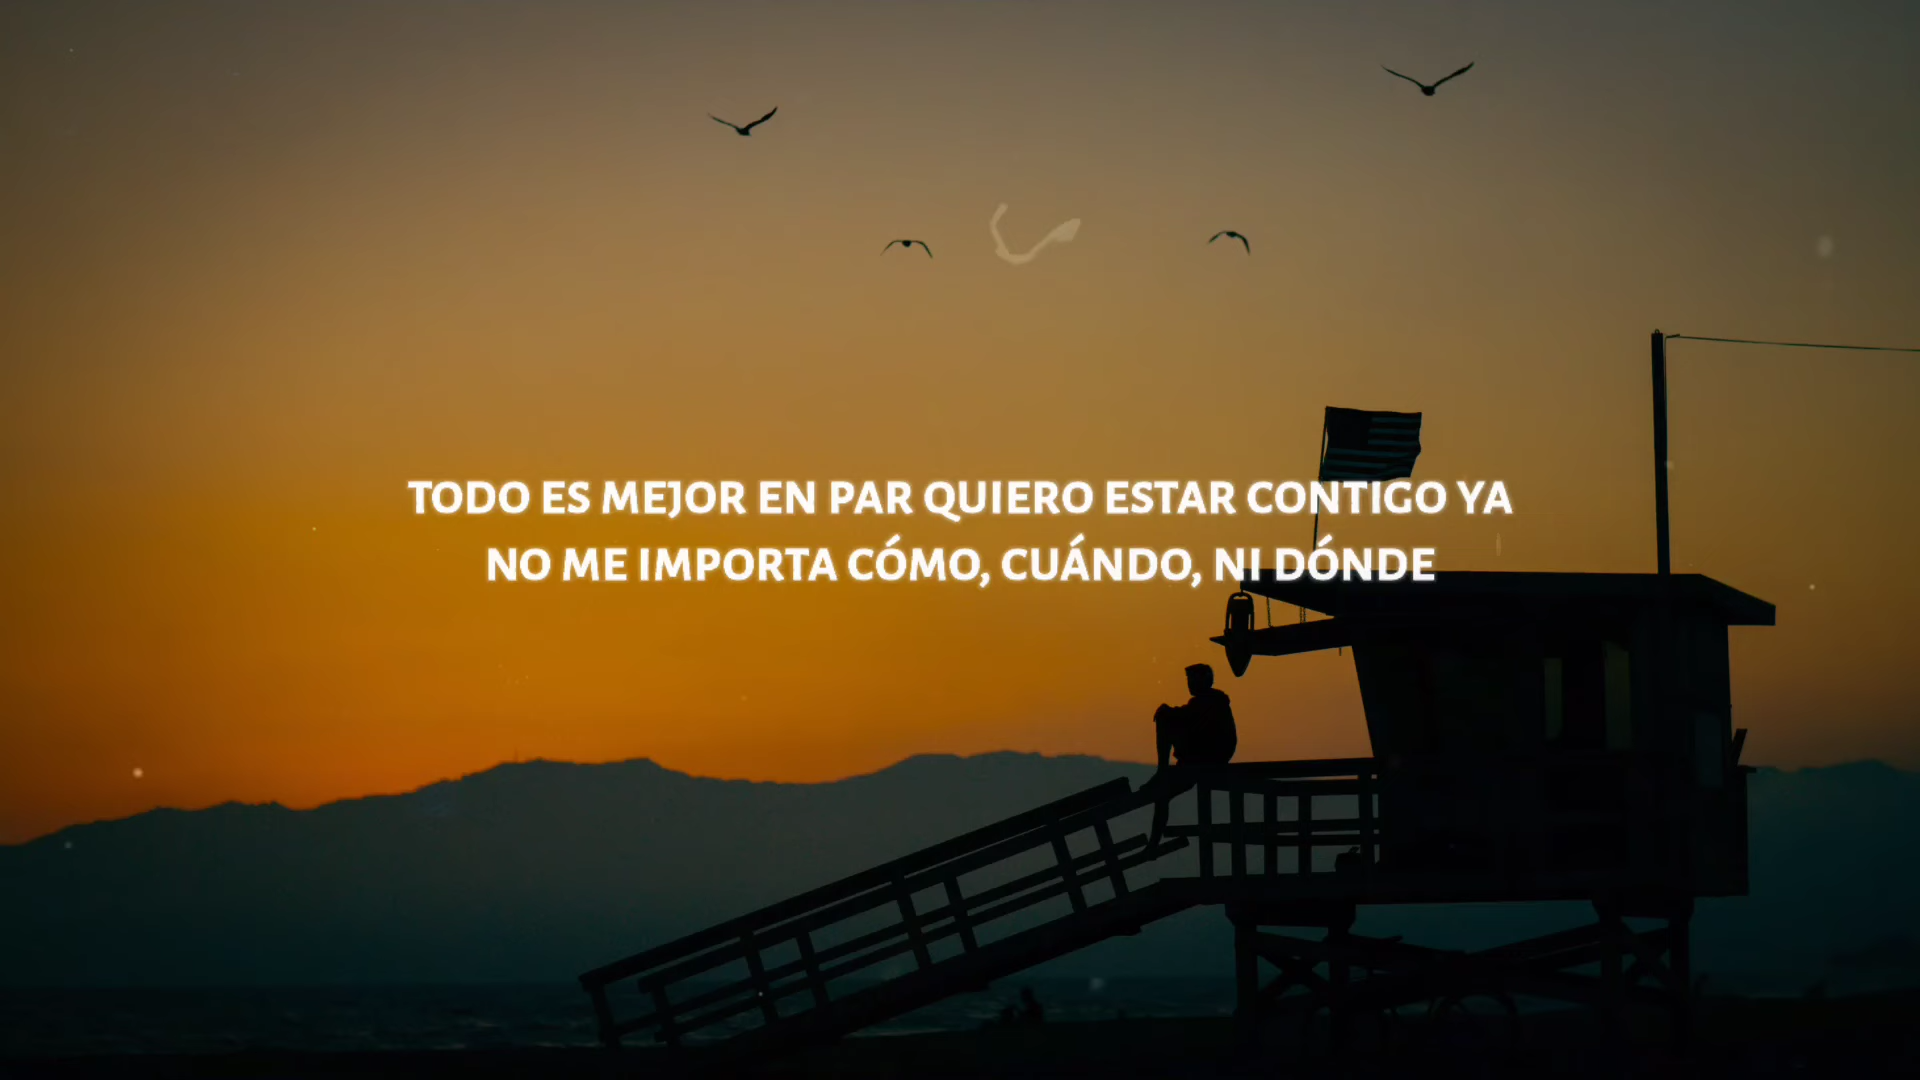 TODO ES MEJOR EN PAR QUIERO ESTAR CONTIGO YA
NO ME IMPORTA CÓMO, CUÁNDO, NI DÓNDE